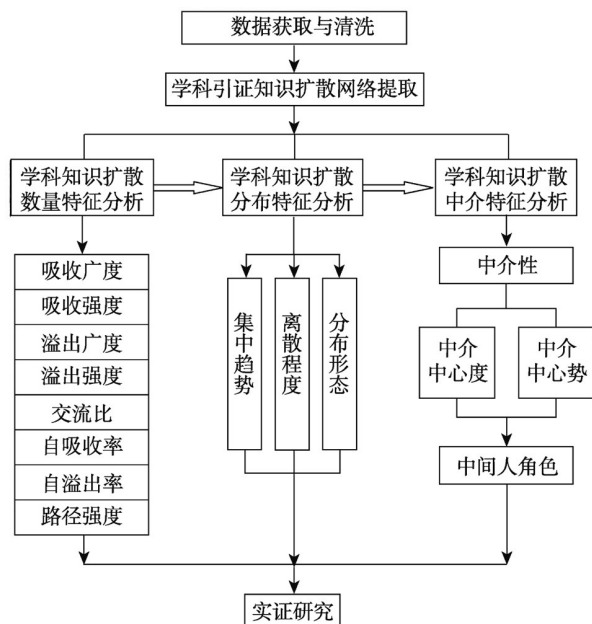 数据获取与清洗
学科引证知识扩散网络提取
学科知识扩散
数量特征分析
学科知识扩散
分布特征分析
学科知识扩散
中介特征分析
吸收广度
吸收强度
溢出广度
溢出强度
交流比
自吸收率
自溢出率
路径强度
集中趋势
离散程度
分布形态
中介性
中介
中心度
中介
中心势
中间人角色
实证研究